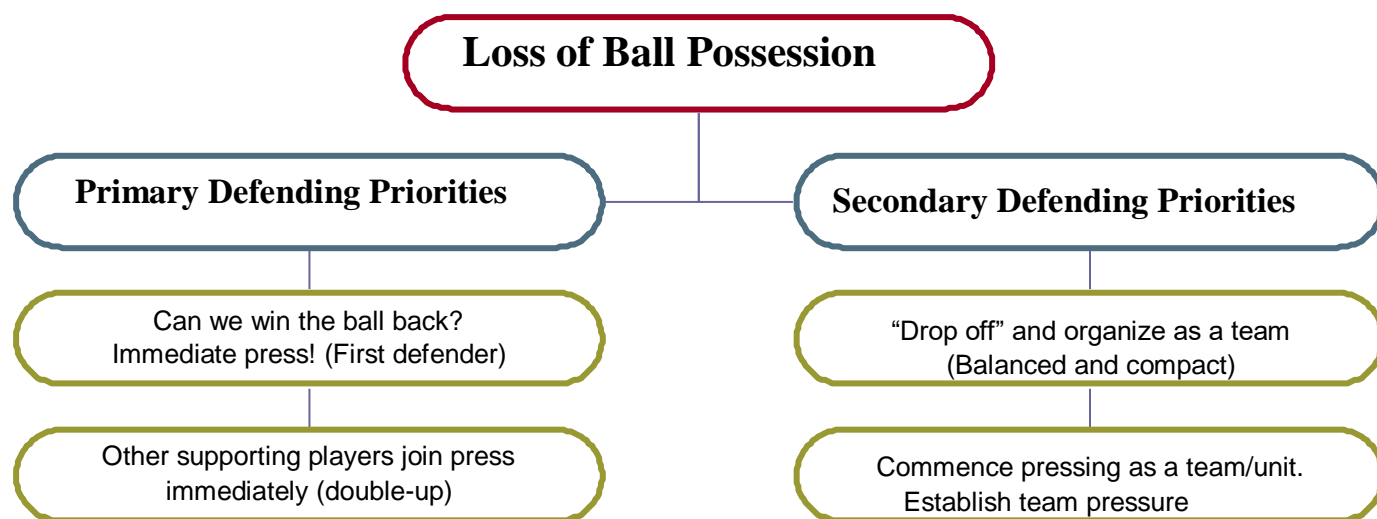 Loss of Ball Possession
Primary Defending Priorities
Secondary Defending Priorities
Can we win the ball back?
Immediate press! (First defender)
“Drop off” and organize as a team
(Balanced and compact)
Other supporting players join press
immediately (double-up)
Commence pressing as a team/unit.
Establish team pressure